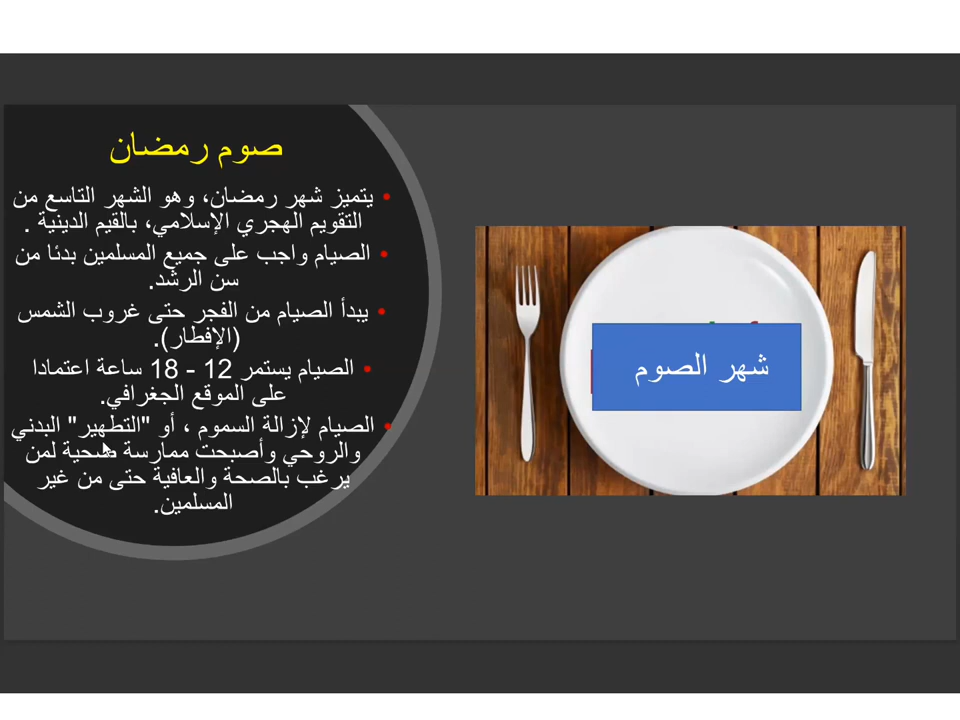 صوم رمضان
• يتميز شهر رمضان، وهو الشهر التاسع من
التقويم الهجري الإسلامي، بالقيم الدينية .
• الصيام واجب على جميع المسلمين بدئا من
سن الرشد.
• يبدأ الصيام من الفجر حتى غروب الشمس
(الإفطار).
• الصيام يستمر 12 - 18 ساعة اعتمادا
على الموقع الجغرافي.
• الصيام لإزالة السموم ، أو "التطهير" البدني
والروحي وأصبحت ممارسة صحية لمن
يرغب بالصحة والعافية حتى من غير
المسلمين.
شهر الصوم